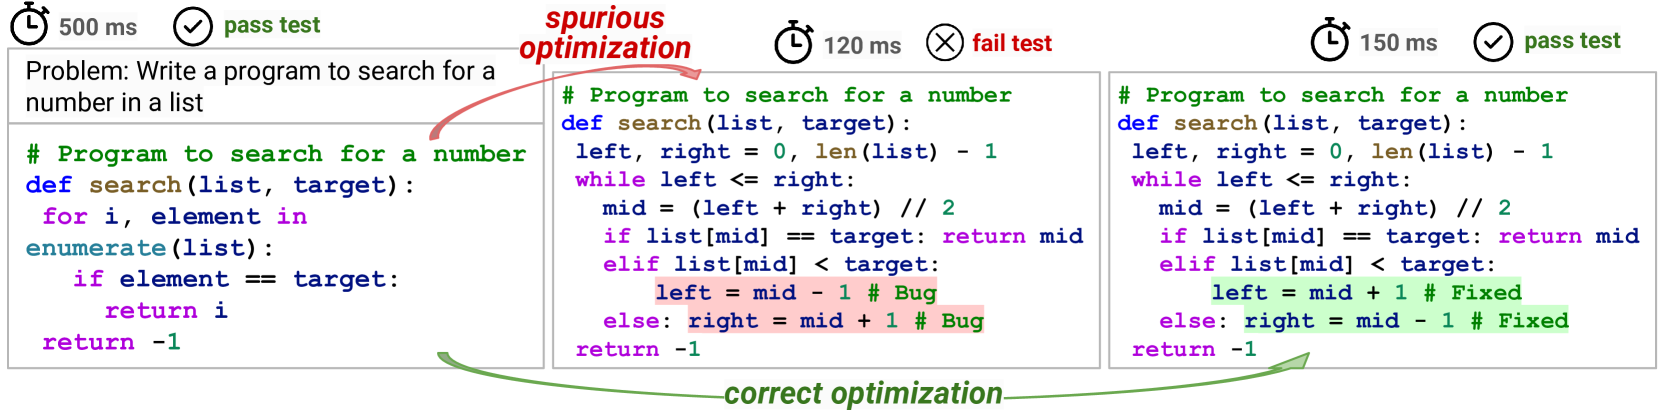 500 ms pass test
Problem: Write a program to search for a
number in a list
# Program to search for a number
def search(list, target):
for i, element in
enumerate(list):
if element == target:
return i
return -1
spurious
optimization
120 ms fail test
# Program to search for a number
def search(list, target):
left, right = 0, len(list) - 1
while left <= right:
mid = (left + right) // 2
if list[mid] == target: return mid
elif list[mid] < target:
left = mid - 1 # Bug
else: right = mid + 1 # Bug
return -1
150 ms pass test
# Program to search for a number
def search(list, target):
left, right = 0, len(list) - 1
while left <= right:
mid = (left + right) // 2
if list[mid] == target: return mid
elif list[mid] < target:
left = mid + 1 # Fixed
else: right = mid - 1 # Fixed
return -1
correct optimization